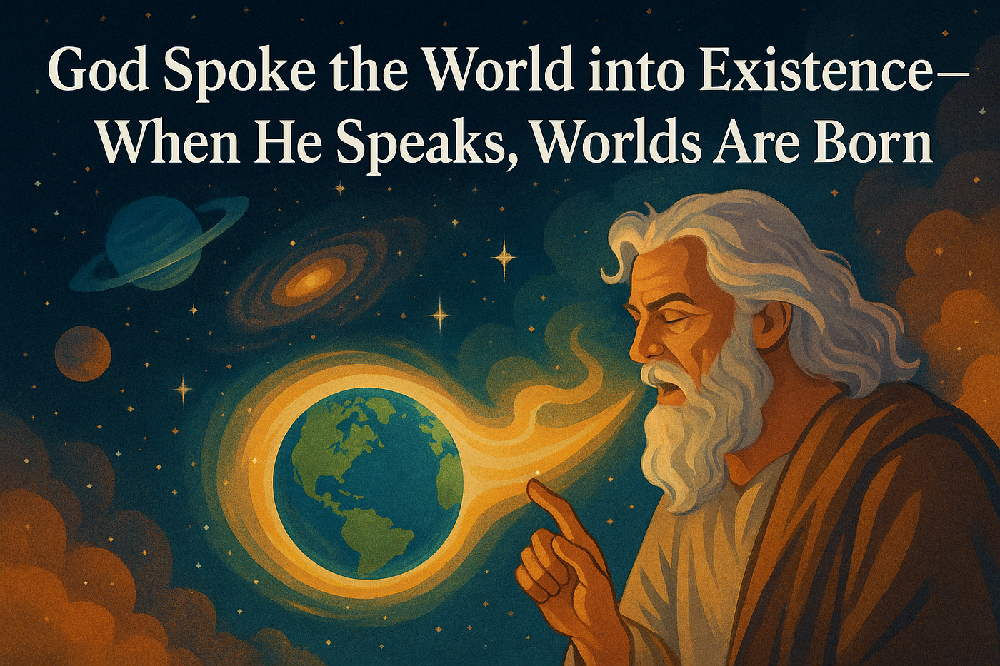 God Spoke the World into Existence—
When He Speaks, Worlds Are Born